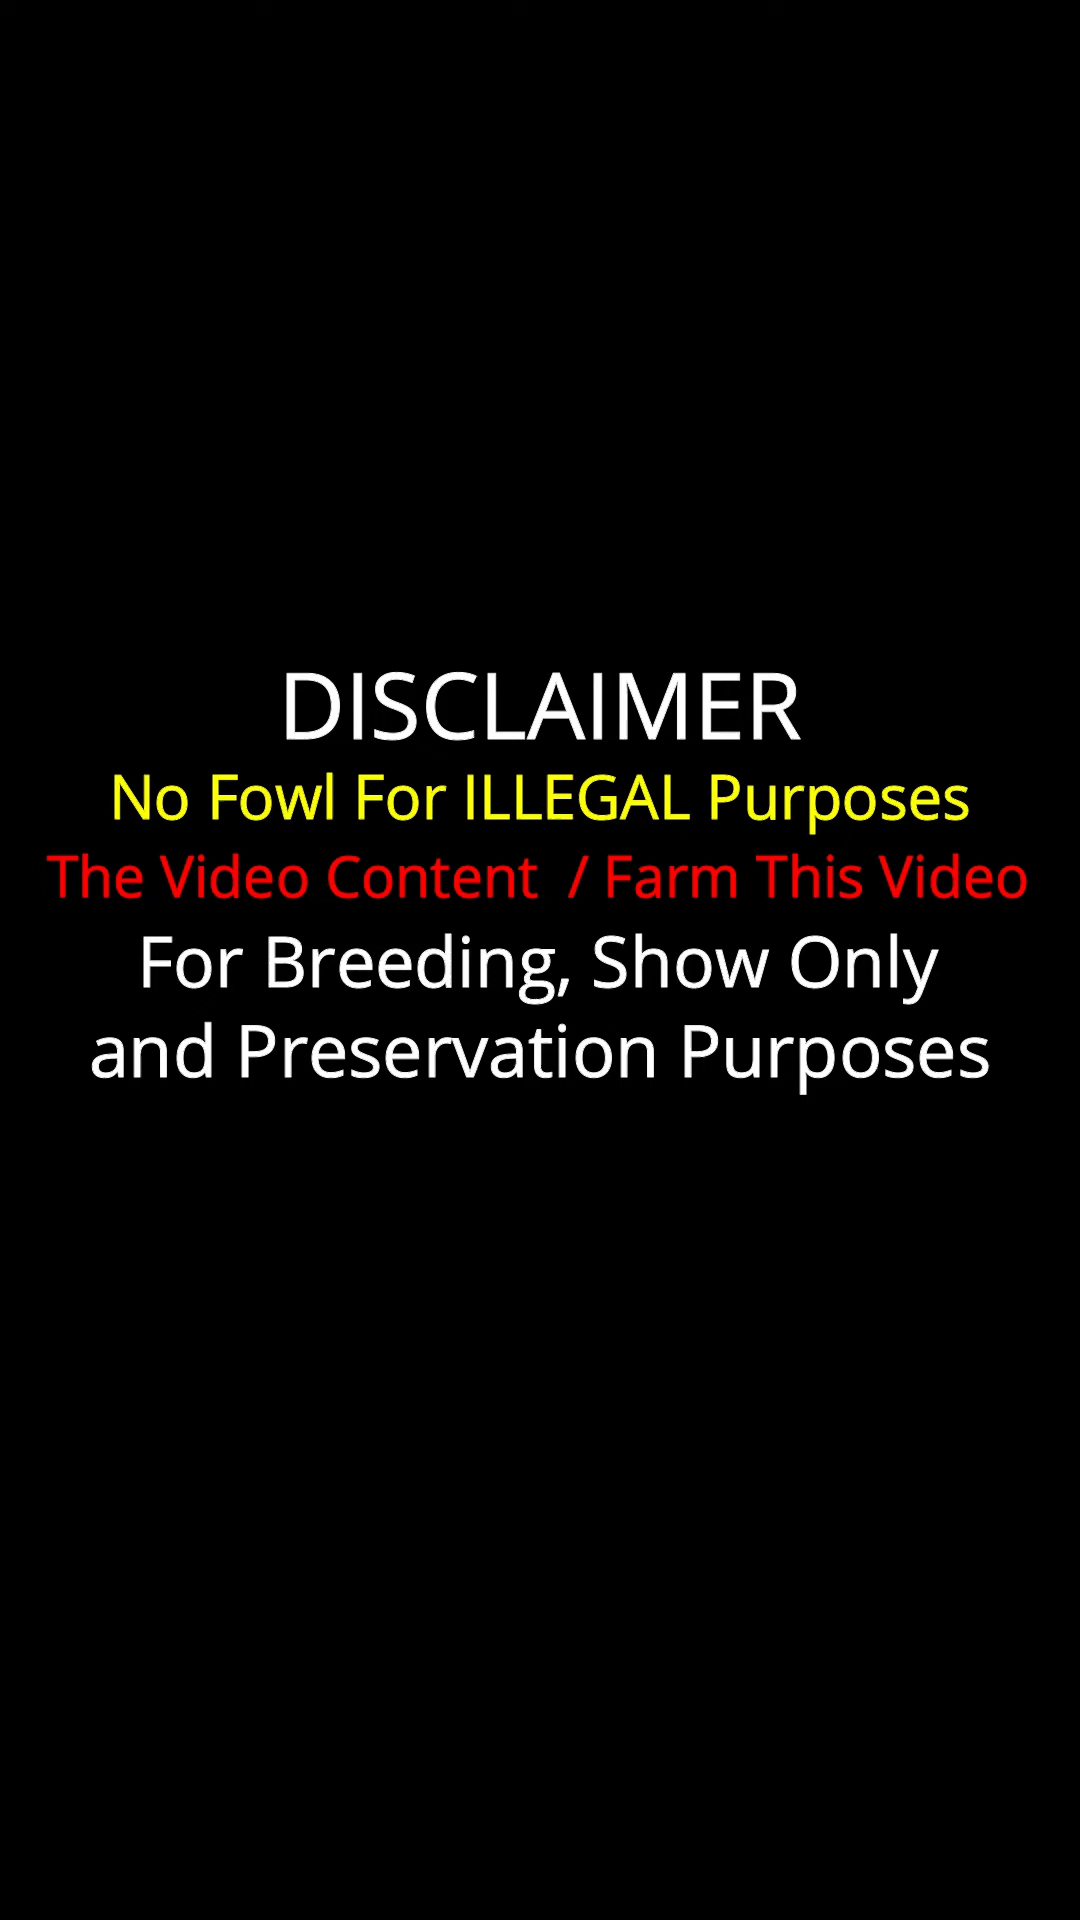 DISCLAIMER
No Fowl For ILLEGAL Purposes
The Video Content / Farm This Video
For Breeding, Show Only
and Preservation Purposes